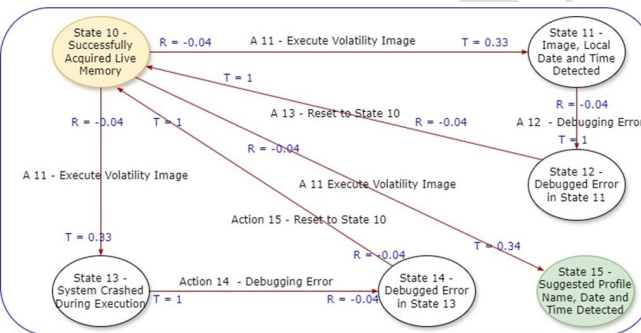 State 10 -
Successfully
Acquired Live
Memory
R = -0.04
A 11 - Execute Volatility Image
T = 0.33
State 11 -
Image, Local
Date and Time
Detected
T = 1
R = -0.04
A 13 - Reset to State 10
R = -0.04
A 12 - Debugging Error
T = 1
R = -0.04
T = 1
R = -0.04
A 11 - Execute Volatility Image
A 11 Execute Volatility Image
State 12 -
Debugged Error
in State 11
Action 15 - Reset to State 10
T = 0.33
R = -0.04
T = 0.34
State 13 -
System Crashed
During Execution
Action 14 - Debugging Error
T = 1
R = -0.04
State 14 -
Debugged Error
in State 13
State 15 -
Suggested Profile
Name, Date and
Time Detected